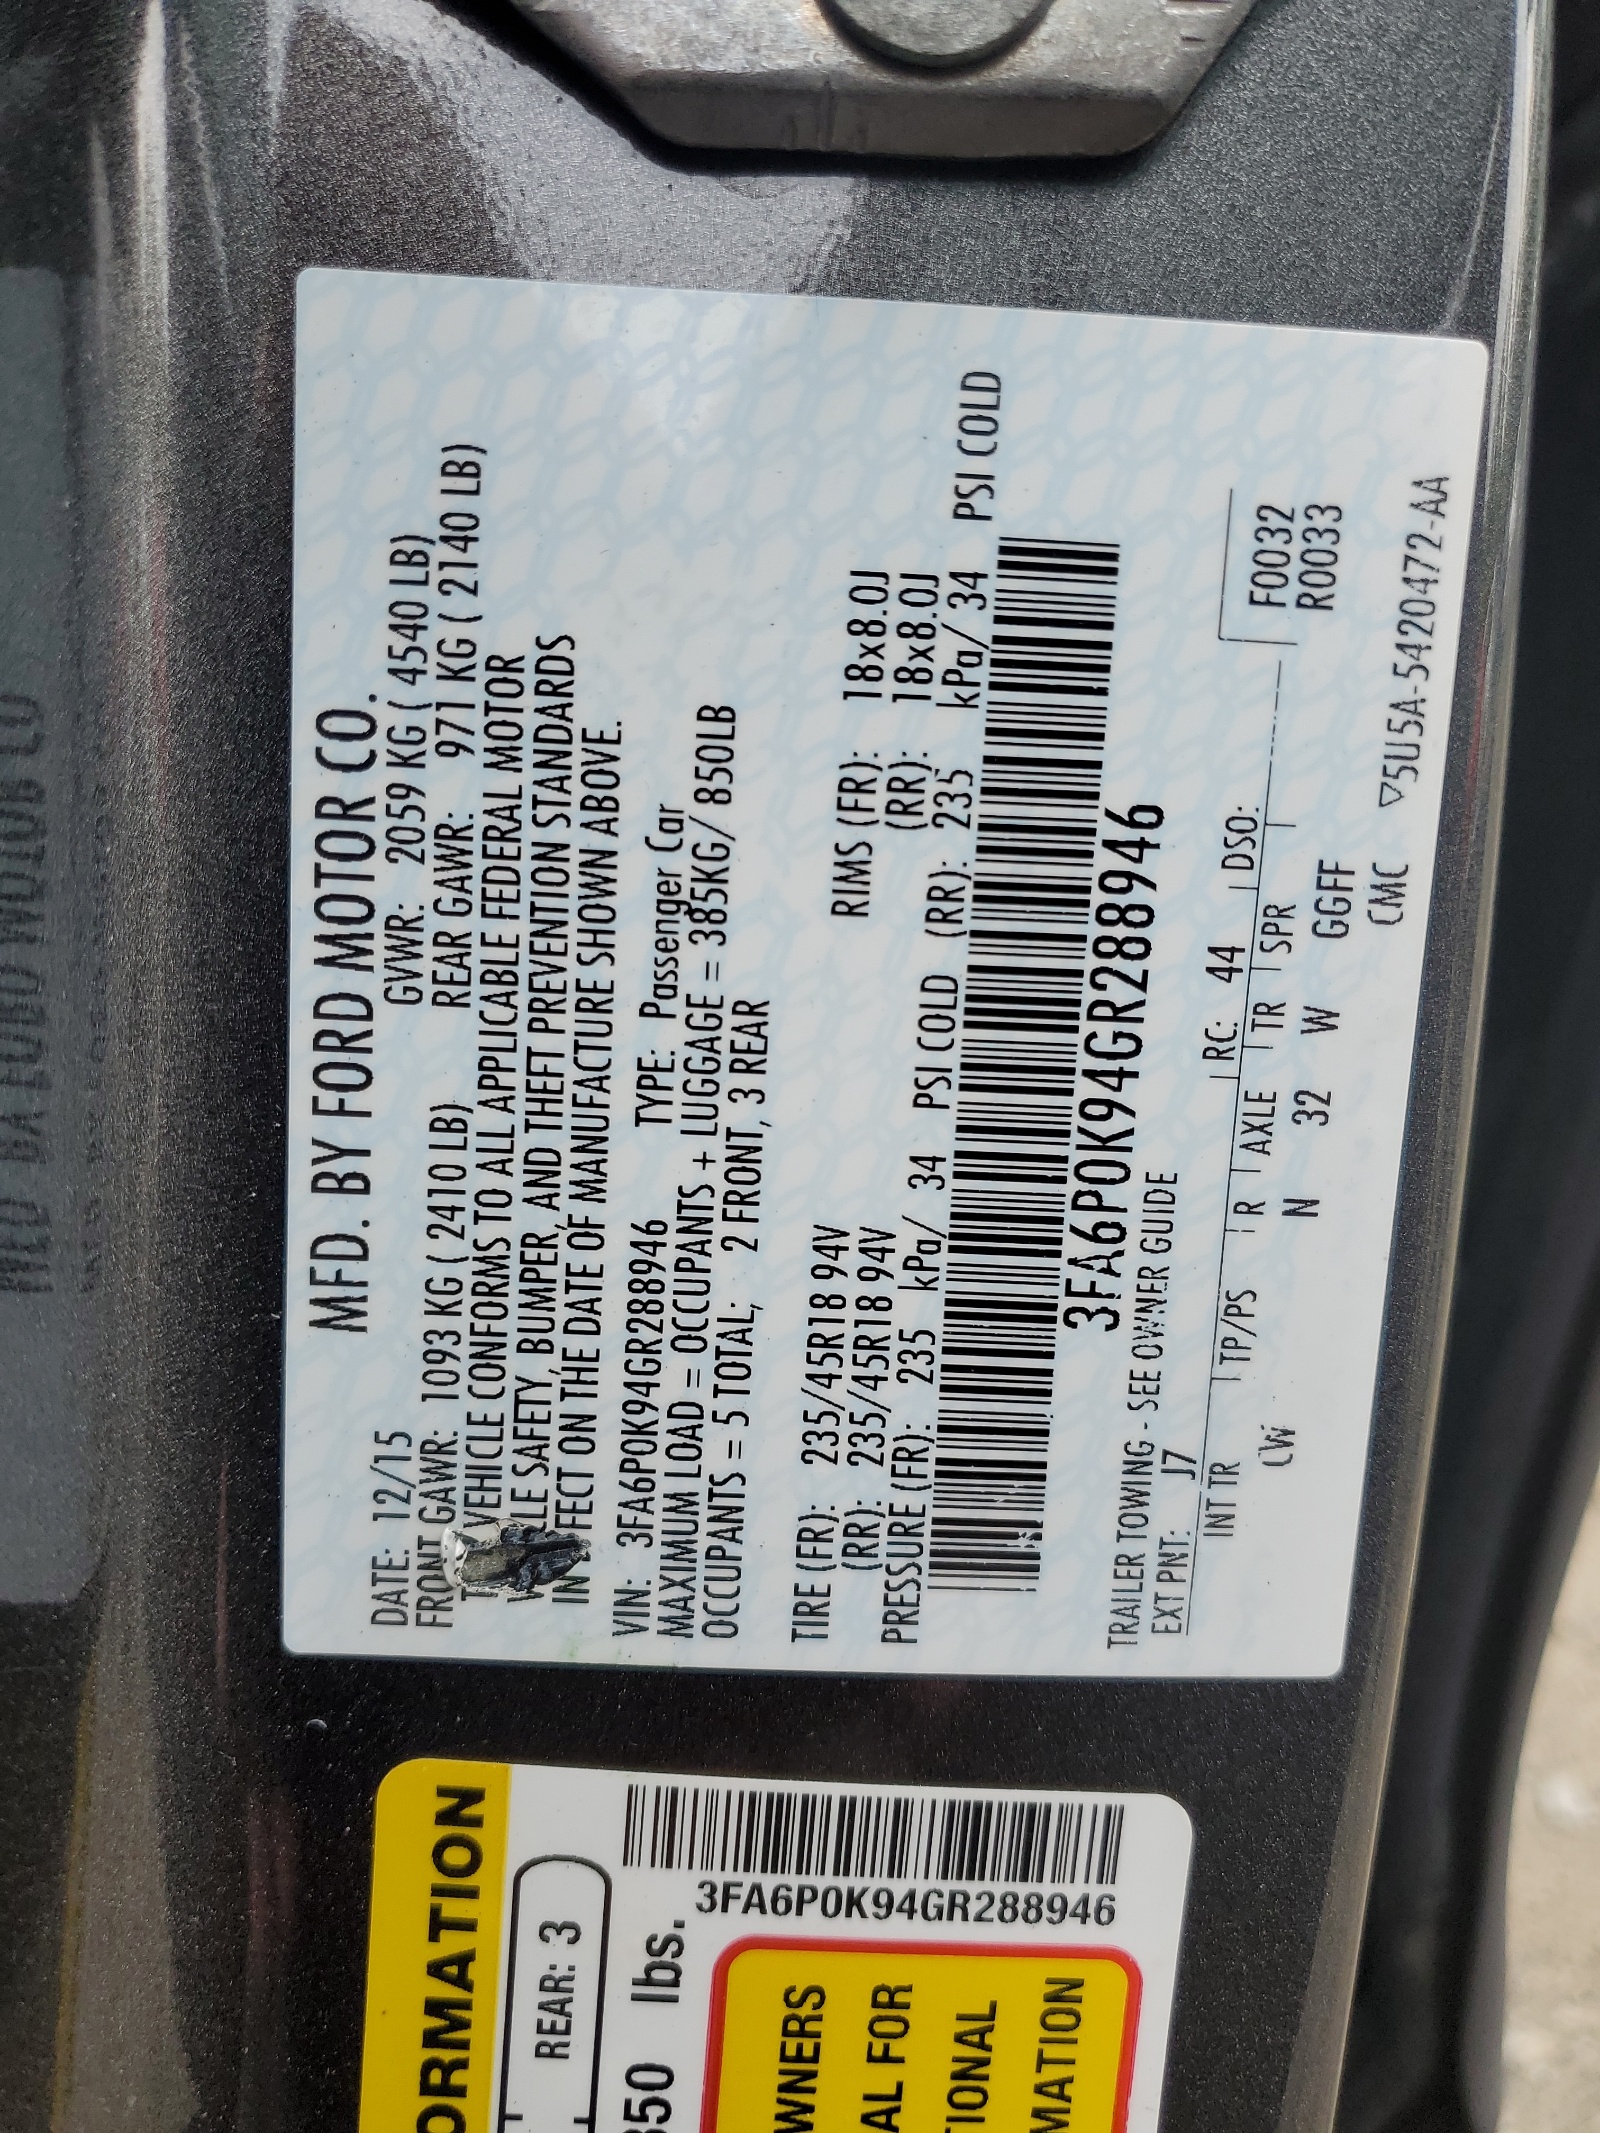 MFD. BY FORD MOTOR CO.
DATE: 12/15 GVWR: 2059 KG ( 4540 LB)
FRONT GAWR: 1093 KG ( 2410 LB) REAR GAWR: 971 KG ( 2140 LB)
VEHICLE CONFORMS TO ALL APPLICABLE FEDERAL MOTOR
LE SAFETY, BUMPER, AND THEFT PREVENTION STANDARDS
IN FECT ON THE DATE OF MANUFACTURE SHOWN ABOVE.
VIN: 3FA6P0K94GR288946 TYPE: Passenger Car
MAXIMUM LOAD = OCCUPANTS + LUGGAGE = 385KG/ 850LB
OCCUPANTS = 5 TOTAL; 2 FRONT, 3 REAR
TIRE (FR): 235/45R18 94V RIMS (FR): 18x8.0J
(RR): 235/45R18 94V (RR): 18x8.0J
PRESSURE (FR): 235 kPa/ 34 PSI COLD (RR): 235 kPa/ 34 PSI COLD
3FA6P0K94GR288946
TRAILER TOWING - SEE OWNER GUIDE
EXT PNT: J7 RC: 44 DSO:
INT TR TP/PS R AXLE TR SPR F0032
CW N 32 W GGFF R0033
CMC ▽5U5A-5420472-AA
ORMATION
REAR: 3
350 lbs.
3FA6P0K94GR288946
WNERS
AL FOR
TIONAL
MATION